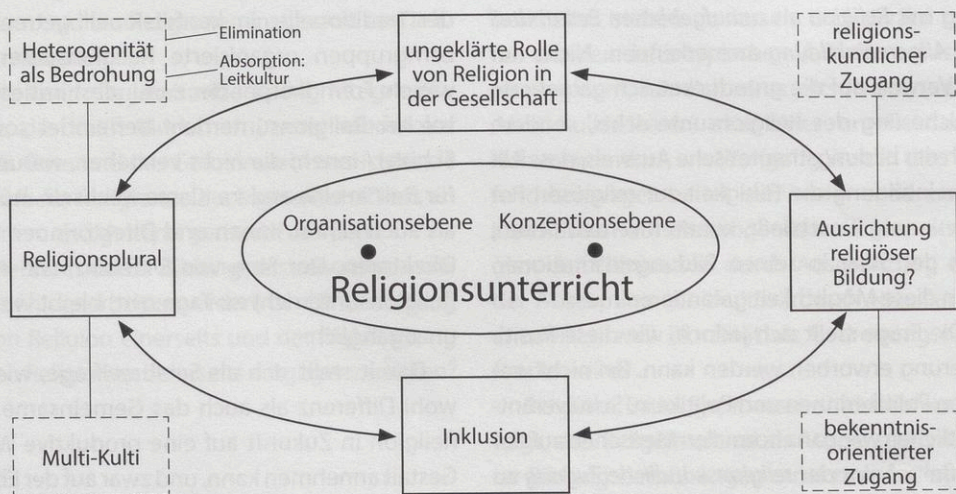 Heterogenität
als Bedrohung
Elimination
Absorption:
Leitkultur
ungeklärte Rolle
von Religion in
der Gesellschaft
religions-
kundlicher
Zugang
Religionsplural
Organisationsebene
Konzeptionsebene
Religionsunterricht
Ausrichtung
religiöser
Bildung!
Multi-Kulti
Inklusion
bekenntnis-
orientierter
Zugang